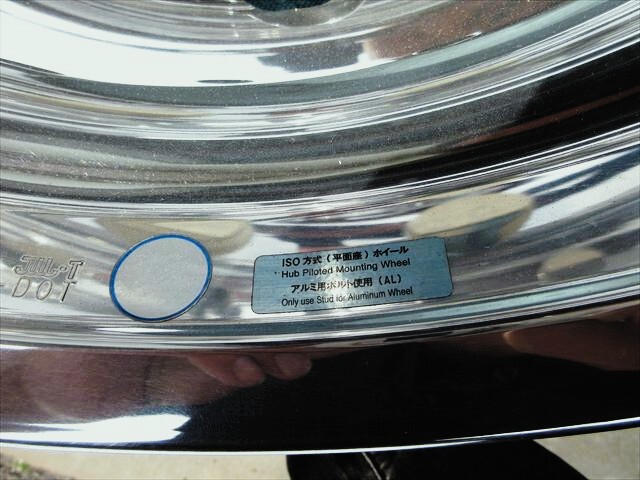 JWL-T
DOT
ISO 方式 (平面座) ホイール
Hub Piloted Mounting Wheel
アルミ用ボルト使用 (AL)
Only use Stud for Aluminum Wheel